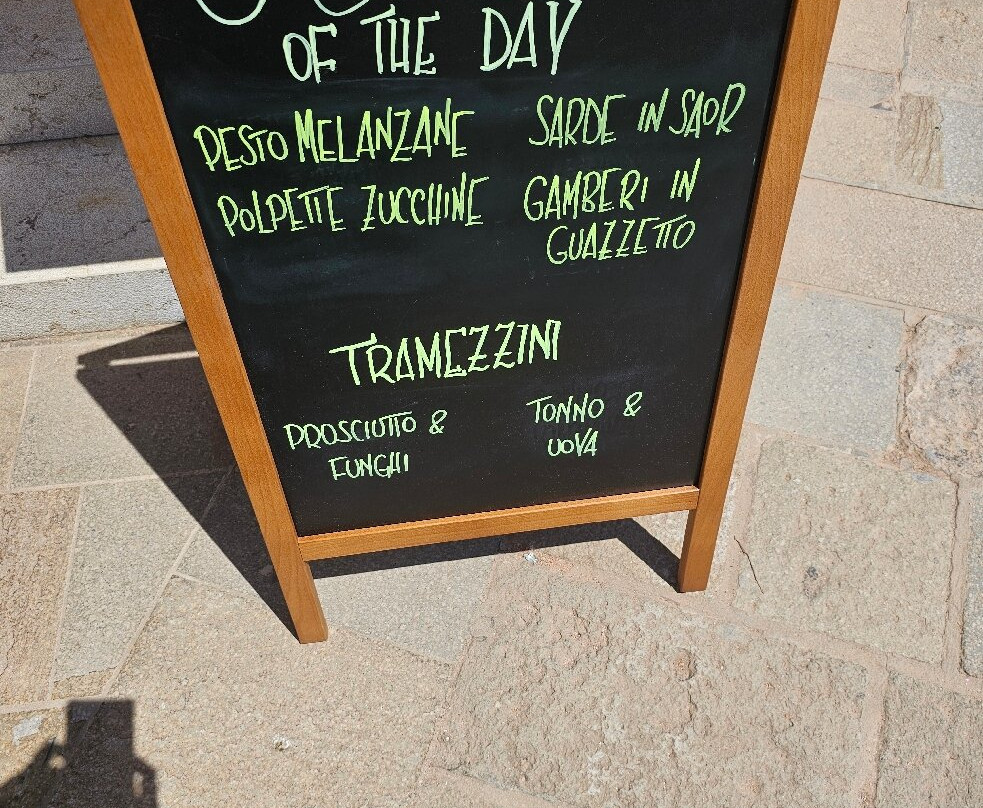 OF THE DAY
PESTO MELANZANE
POLPETTE ZUCCHINE
SARDE IN SAOR
GAMBERI IN
GUAZZETTO
TRAMEZZINI
PROSCIUTTO &
FUNGHI
TONNO &
UOVA